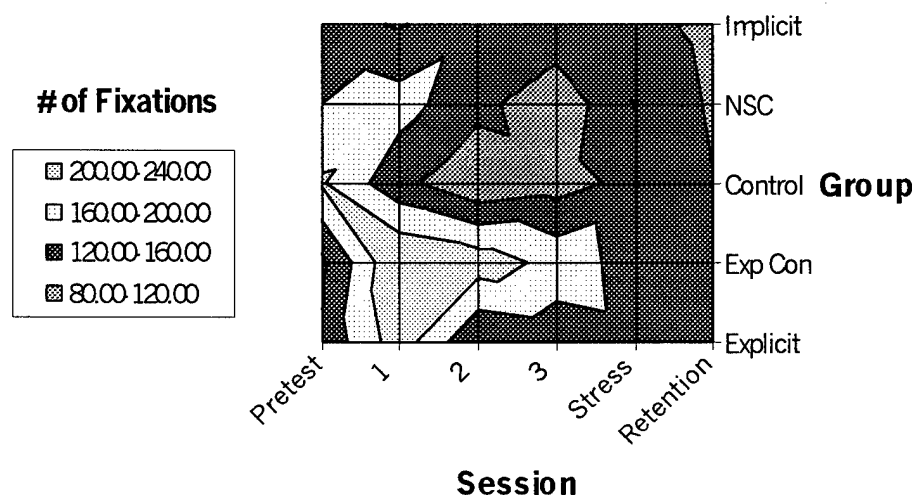 # of Fixations
200.00-240.00
160.00-200.00
120.00-160.00
80.00-120.00
Implicit
NSC
Control
Exp Con
Explicit
Group
Pretest
1
2
3
Stress
Retention
Session